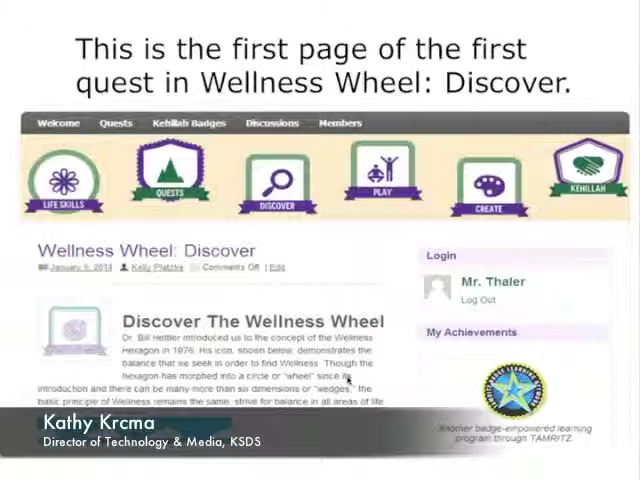 This is the first page of the first
quest in Wellness Wheel: Discover.
Welcome Quests Kehillah Badges Discussions Members
LIFE SKILLS QUESTS DISCOVER PLAY CREATE KEHILLAH
Wellness Wheel: Discover
January 9, 2014 Kelly Platzke Comments Off | Edit
Login
Mr. Thaler
Log Out
My Achievements
Discover The Wellness Wheel
Dr. Bill Hettler introduced us to the concept of the Wellness
Hexagon in 1976. His icon, shown below, demonstrates the
balance that we seek in order to find Wellness. Though the
hexagon has morphed into a circle or "wheel" since its
introduction and there can be many more than six dimensions or "wedges," the
basic principle of Wellness remains the same, strive for balance in all areas of life
Another badge-empowered learning
program through TAMRITZ.
Kathy Krcma
Director of Technology & Media, KSDS